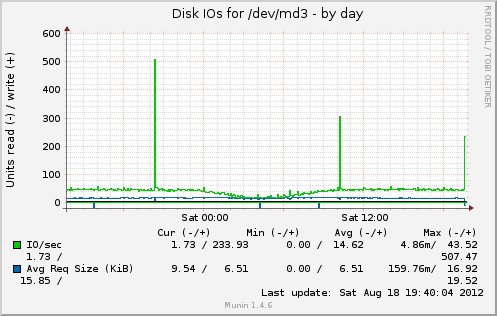 Disk IOs for /dev/md3 - by day
RRDTOOL / TOBI OETIKER
Units read (-) / write (+)
600
500
400
300
200
100
0
Sat 00:00 Sat 12:00
Cur (-/+) Min (-/+) Avg (-/+) Max (-/+)
IO/sec 1.73 / 233.93 0.00 / 14.62 4.86m/ 43.52
1.73 / 507.47
Avg Req Size (KiB) 9.54 / 6.51 0.00 / 6.51 159.76m/ 16.92
15.85 / 19.52
Last update: Sat Aug 18 19:40:04 2012
Munin 1.4.6